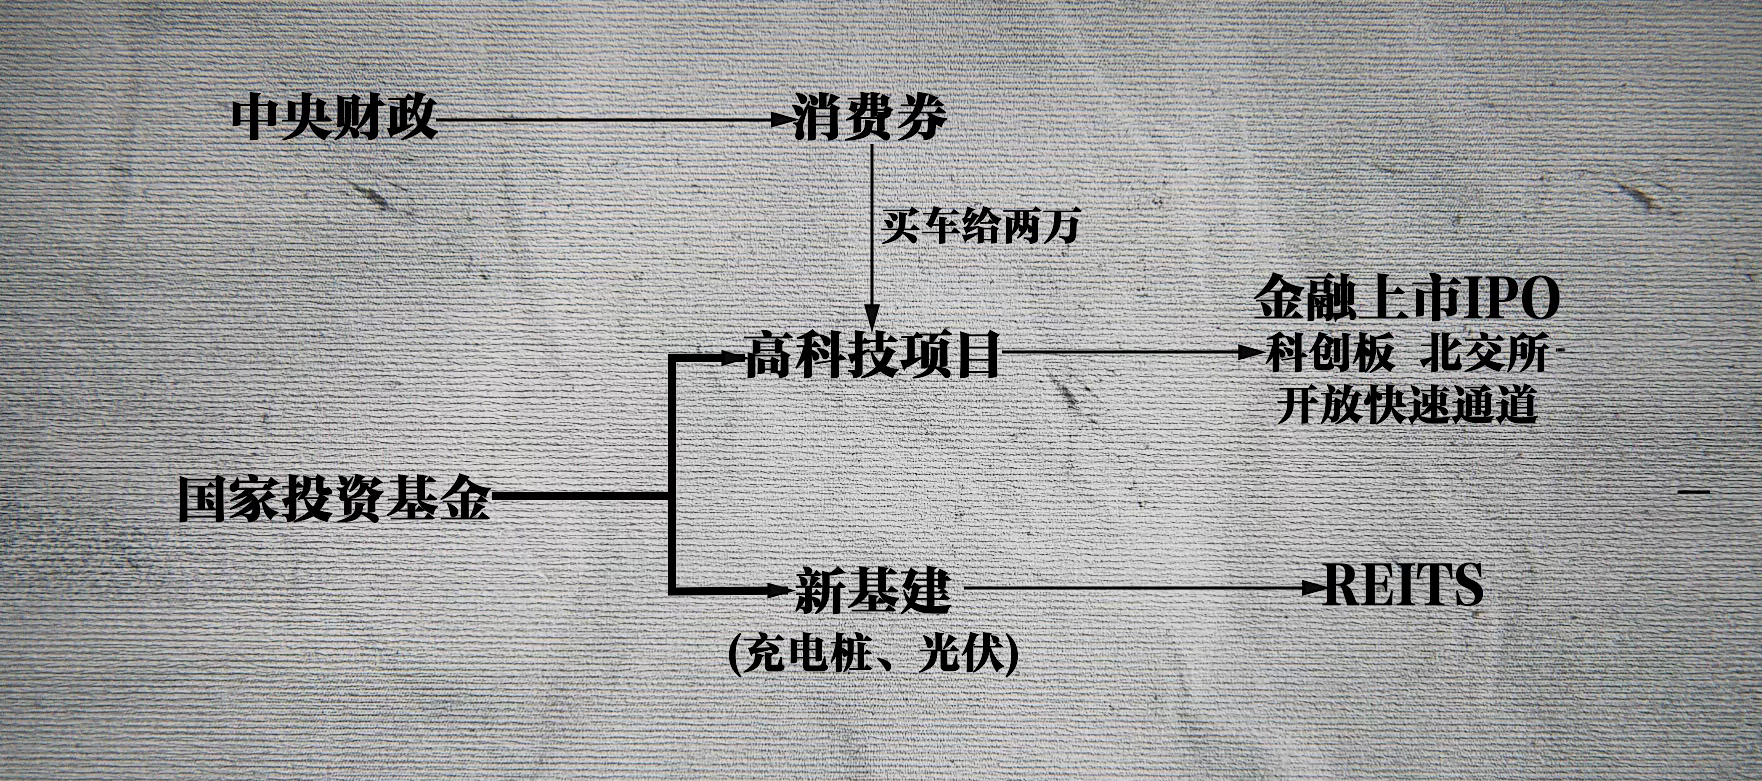 中央财政
消费券
买车给两万
高科技项目
金融上市IPO
科创板 北交所
开放快速通道
国家投资基金
新基建
(充电桩、光伏)
REITS